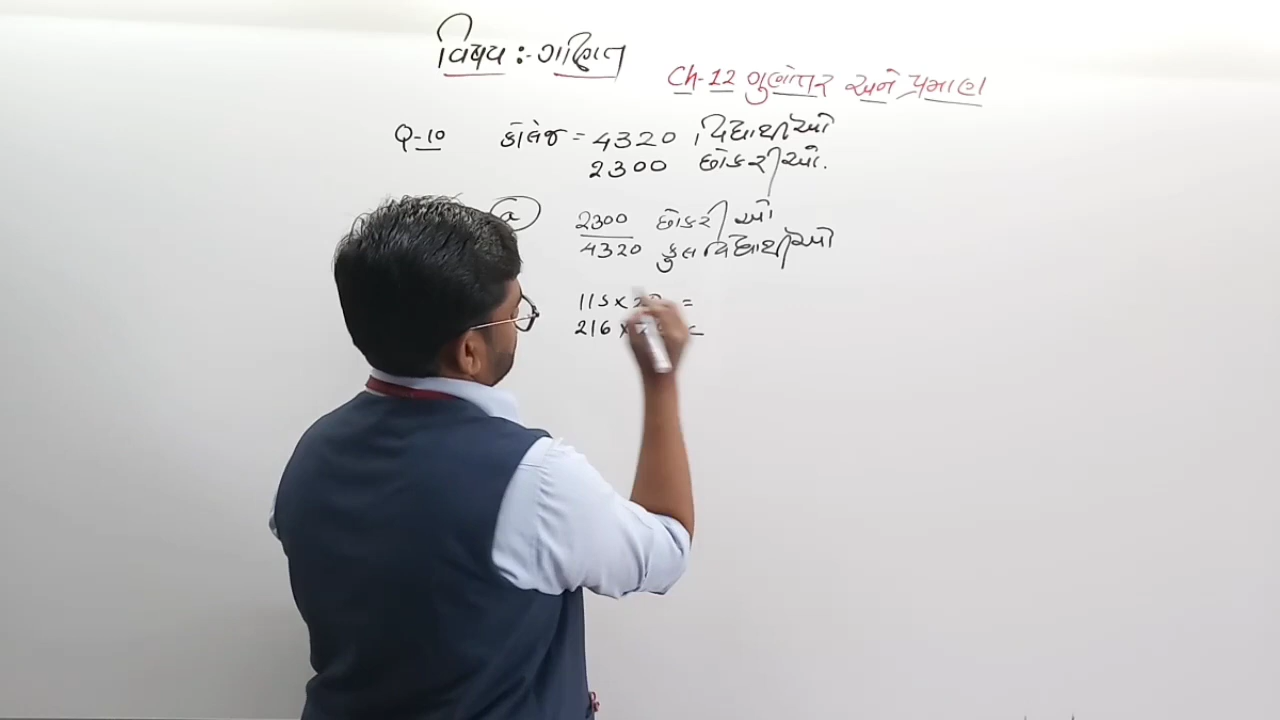 વિષય :- ગણિત
Ch-12 ગુણોત્તર અને પ્રમાણ
Q-10 કૉલેજ = 4320 વિદ્યાર્થીઓ
2300 છોકરીઓ.
a 2300 છોકરીઓ
4320 કુલ વિદ્યાર્થીઓ
115 × =
216 ×